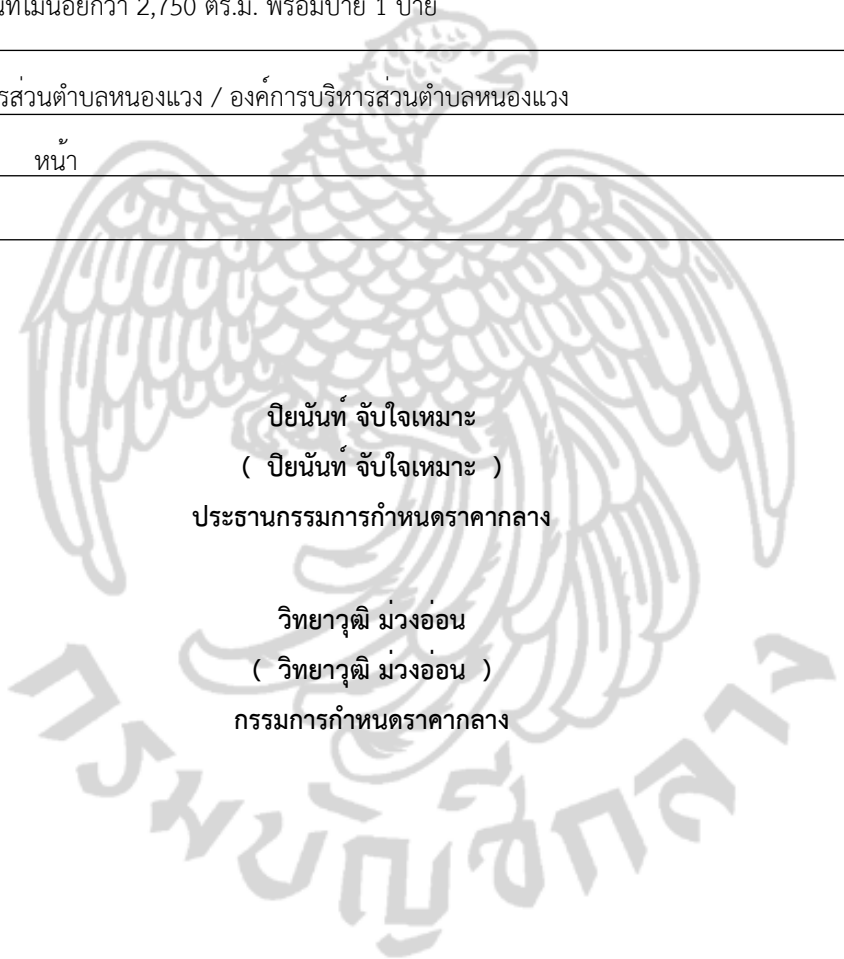 นที่ไม่น้อยกว่า 2,750 ตร.ม. พร้อมป้าย 1 ป้าย
รส่วนตำบลหนองแวง / องค์การบริหารส่วนตำบลหนองแวง
หน้า
ปิยนันท์ จับใจเหมาะ
( ปิยนันท์ จับใจเหมาะ )
ประธานกรรมการกำหนดราคากลาง
วิทยาวุฒิ ม่วงอ่อน
( วิทยาวุฒิ ม่วงอ่อน )
กรรมการกำหนดราคากลาง
กรมบัญชีกลาง